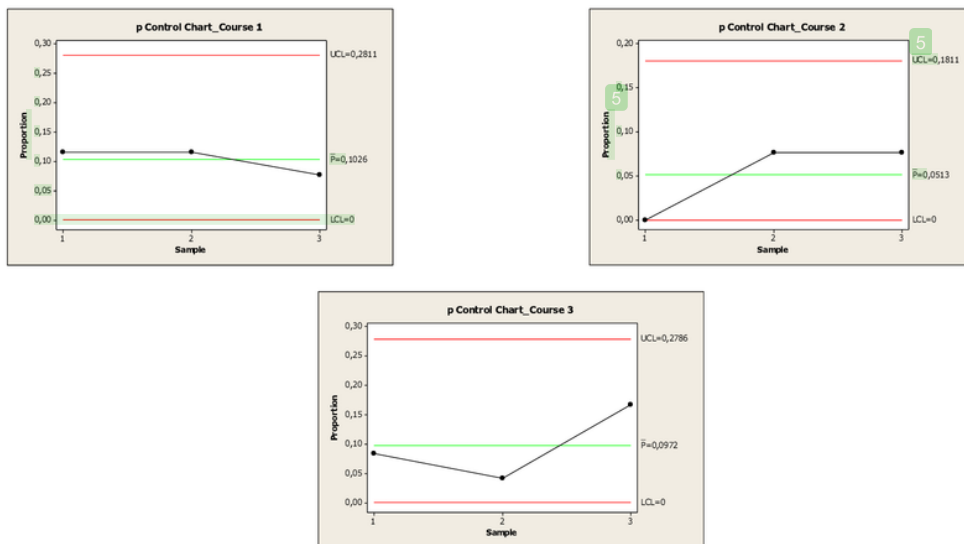 p Control Chart_Course 1
0,30
0,25
0,20
0,15
0,10
0,05
0,00
Proportion
UCL=0,2811
P̅=0,1026
LCL=0
1 2 3
Sample
p Control Chart_Course 2
5
5
0,20
0,15
0,10
0,05
0,00
Proportion
UCL=0,1811
P̅=0,0513
LCL=0
1 2 3
Sample
p Control Chart_Course 3
0,30
0,25
0,20
0,15
0,10
0,05
0,00
Proportion
UCL=0,2786
P̅=0,0972
LCL=0
1 2 3
Sample